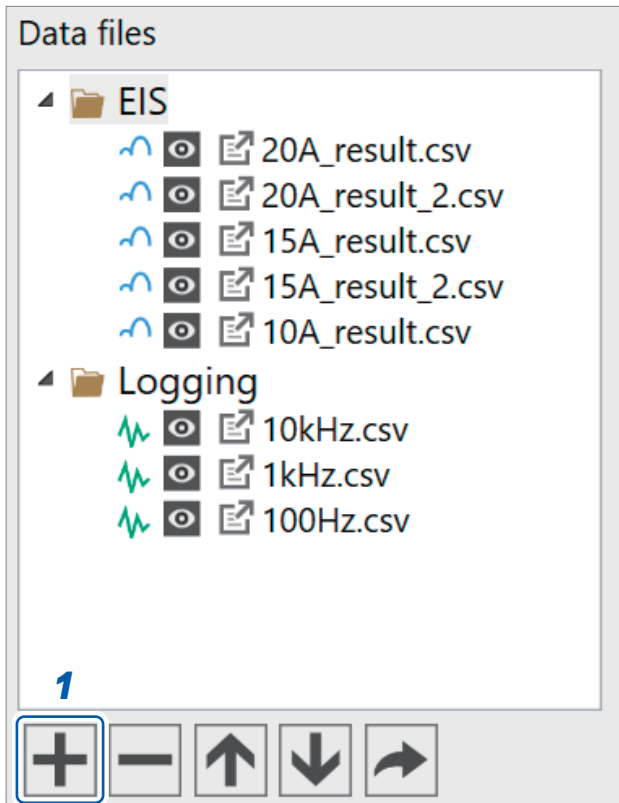 Data files
EIS
20A_result.csv
20A_result_2.csv
15A_result.csv
15A_result_2.csv
10A_result.csv
Logging
10kHz.csv
1kHz.csv
100Hz.csv
1